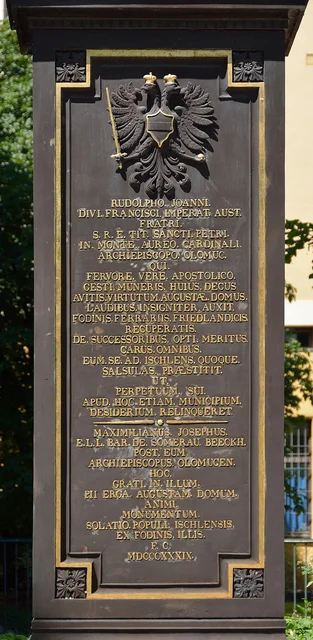 RUDOLPHO. JOANNI.
DIVI. FRANCISCI. IMPERAT. AUST.
FRATRI.
S. R. E. TIT. SANCTI. PETRI.
IN. MONTE. AUREO. CARDINALI.
ARCHIEPISCOPO. OLOMUC.
QUI.
FERVORE. VERE. APOSTOLICO.
GESTI. MUNERIS. HUIUS. DECUS
AVITIS. VIRTUTUM. AUGUSTÆ. DOMUS.
LAUDIBUS. INSIGNITER. AUXIT.
FODINIS. FERRARIIS. FRIEDLANDICIS.
RECUPERATIS.
DE. SUCCESSORIBUS. OPTI. MERITUS.
CARUS. OMNIBUS.
EUM. SE. AD. ISCHLENS. QUOQUE.
SALSULAS. PRÆSTITIT.
UT.
PERPETUUM. SUI.
APUD. HOC. ETIAM. MUNICIPIUM.
DESIDERIUM. RELINQUERET.
MAXIMILIANUS. JOSEPHUS.
E. L. L. BAR. DE. SOMERAU. BEECKH.
POST. EUM.
ARCHIEPISCOPUS. OLOMUCEN.
HOC.
GRATI. IN. ILLUM.
PII ERGA. AUGUSTAM. DOMUM.
ANIMI.
MONUMENTUM.
SOLATIO. POPULI. ISCHLENSIS.
EX. FODINIS. ILLIS.
F. C.
MDCCCXXXIX.